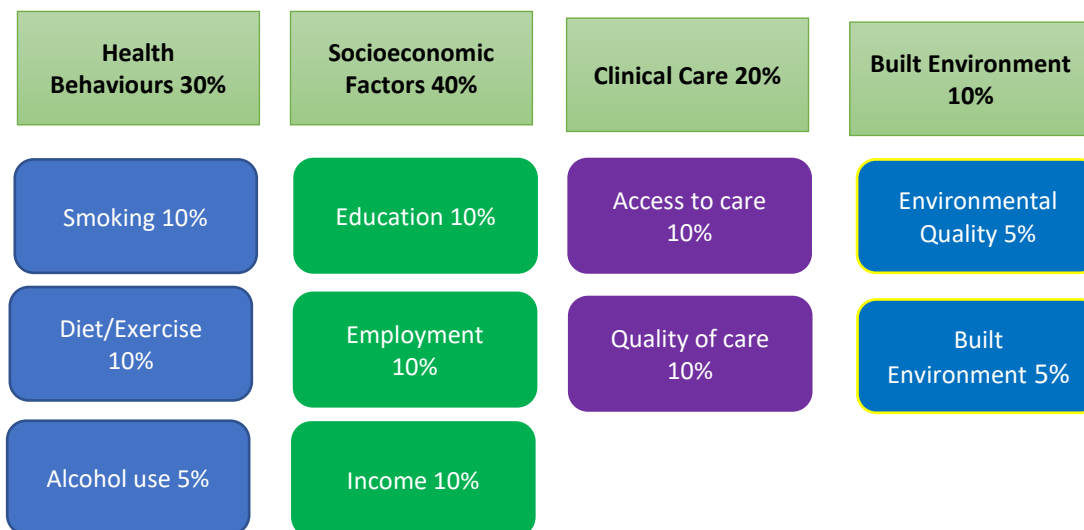 Health
Behaviours 30%
Socioeconomic
Factors 40%
Clinical Care 20%
Built Environment
10%
Smoking 10%
Education 10%
Access to care
10%
Environmental
Quality 5%
Diet/Exercise
10%
Employment
10%
Quality of care
10%
Built
Environment 5%
Alcohol use 5%
Income 10%